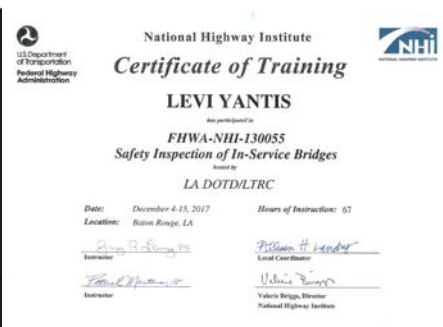 U.S. Department
of Transportation
Federal Highway
Administration
National Highway Institute
NHI
NATIONAL HIGHWAY INSTITUTE
Certificate of Training
LEVI YANTIS
has participated in
FHWA-NHI-130055
Safety Inspection of In-Service Bridges
hosted by
LA DOTD/LTRC
Date: December 4-15, 2017 Hours of Instruction: 67
Location: Baton Rouge, LA
Instructor
Local Coordinator
Instructor
Valerie Briggs
Valerie Briggs, Director
National Highway Institute